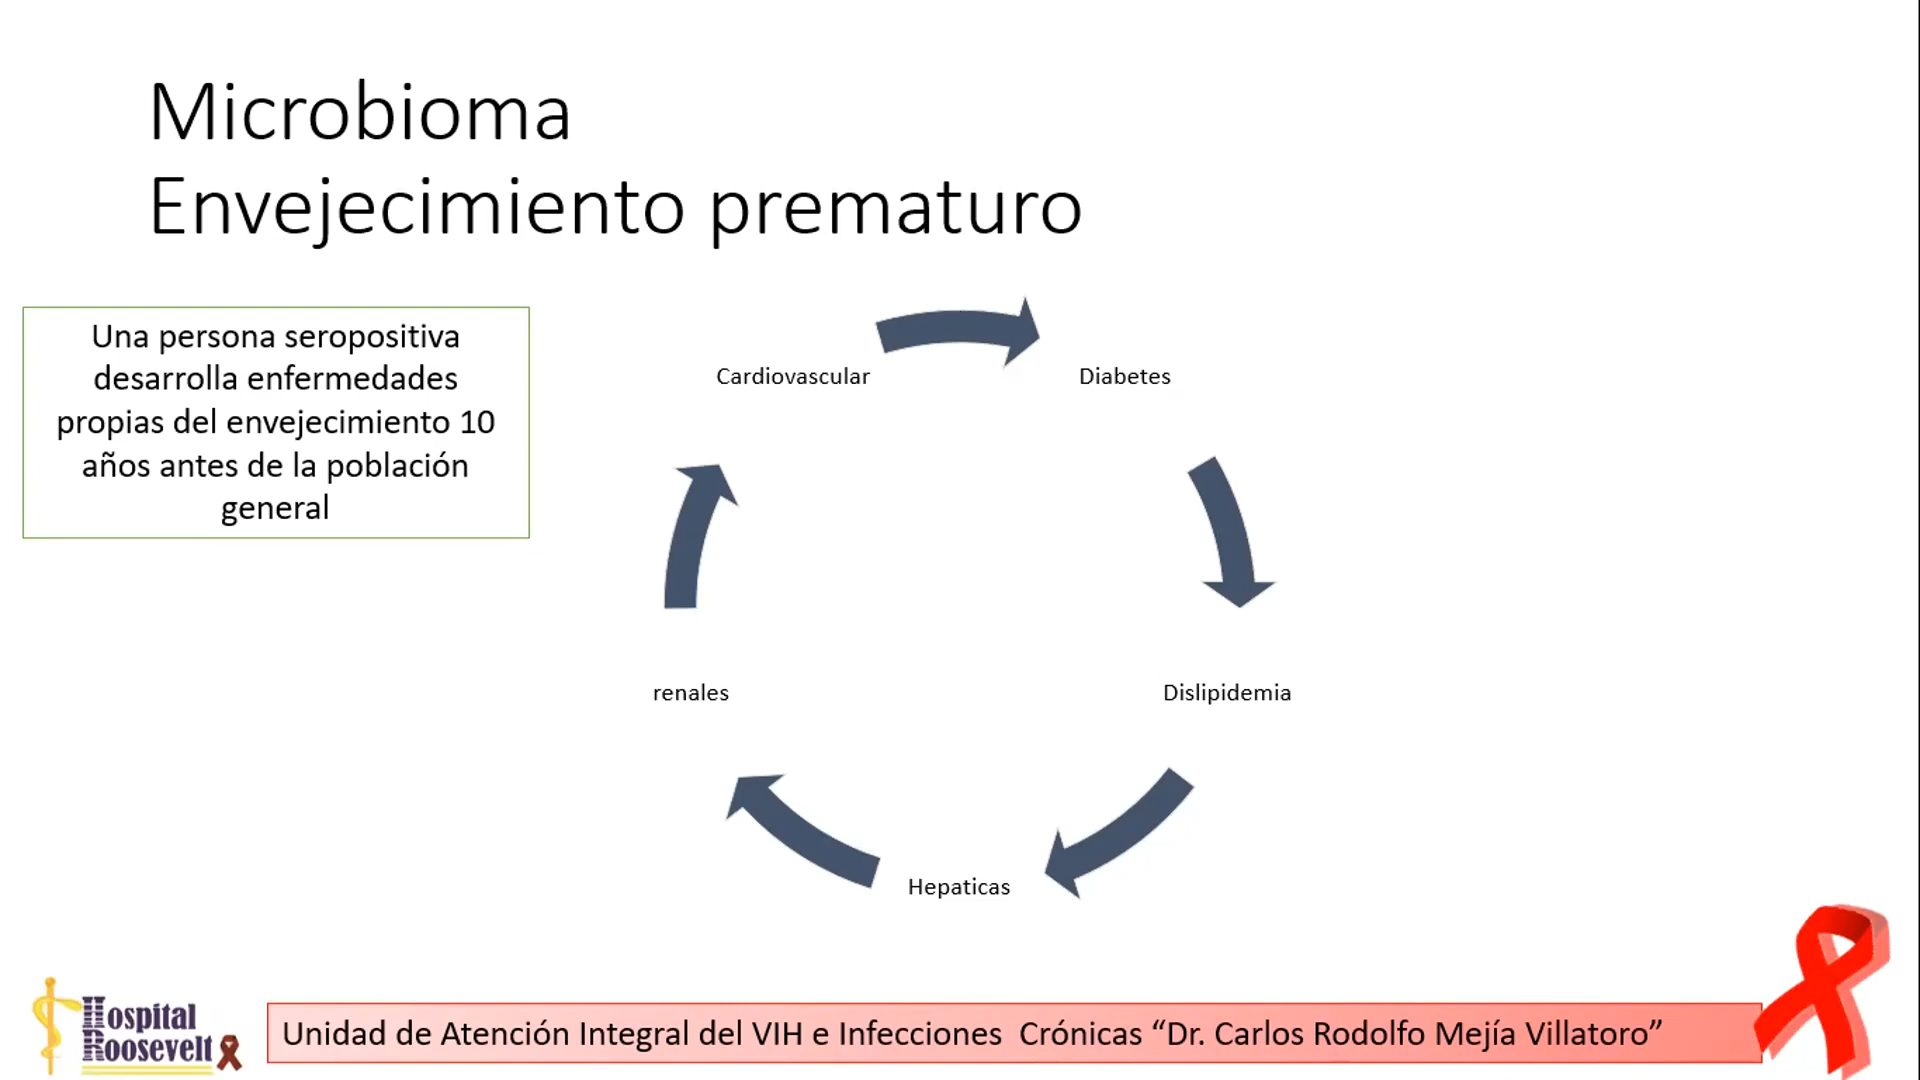 Microbioma
Envejecimiento prematuro
Una persona seropositiva
desarrolla enfermedades
propias del envejecimiento 10
años antes de la población
general
Cardiovascular
Diabetes
renales
Dislipidemia
Hepaticas
Hospital
Roosevelt
Unidad de Atención Integral del VIH e Infecciones  Crónicas “Dr. Carlos Rodolfo Mejía Villatoro”